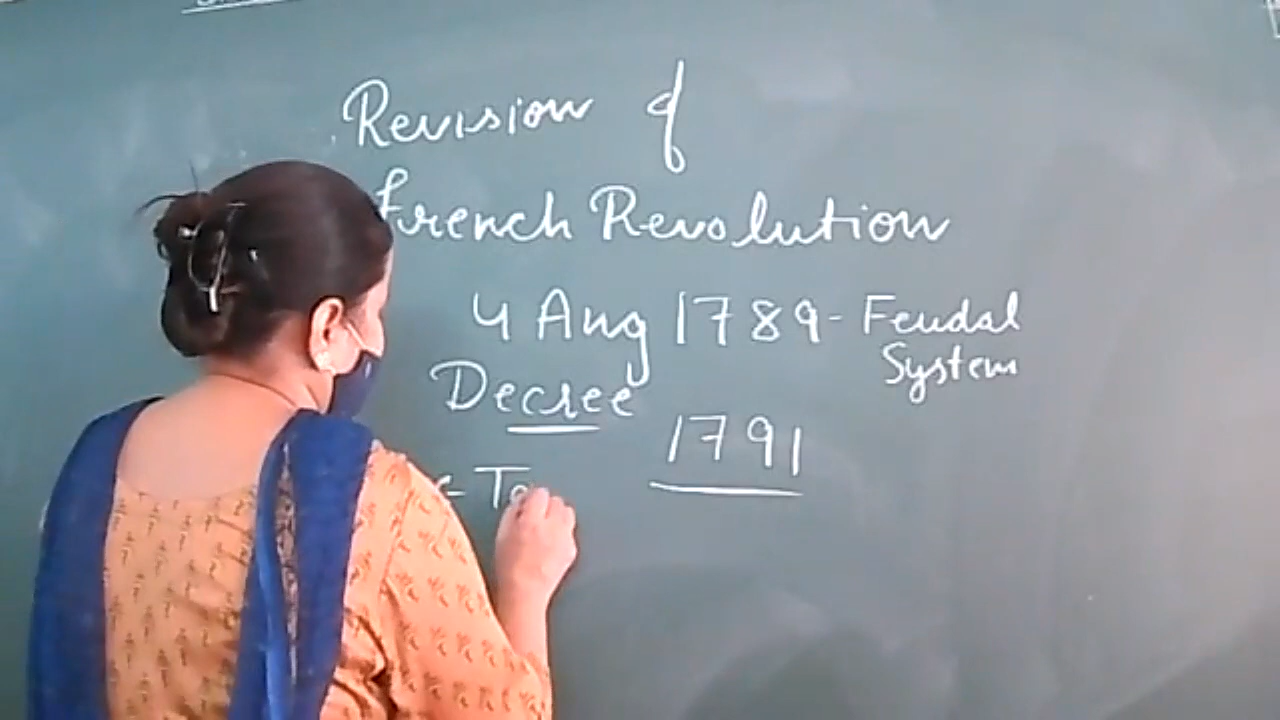 Revision of
French Revolution
4 Aug 1789 - Feudal
System
Decree
1791